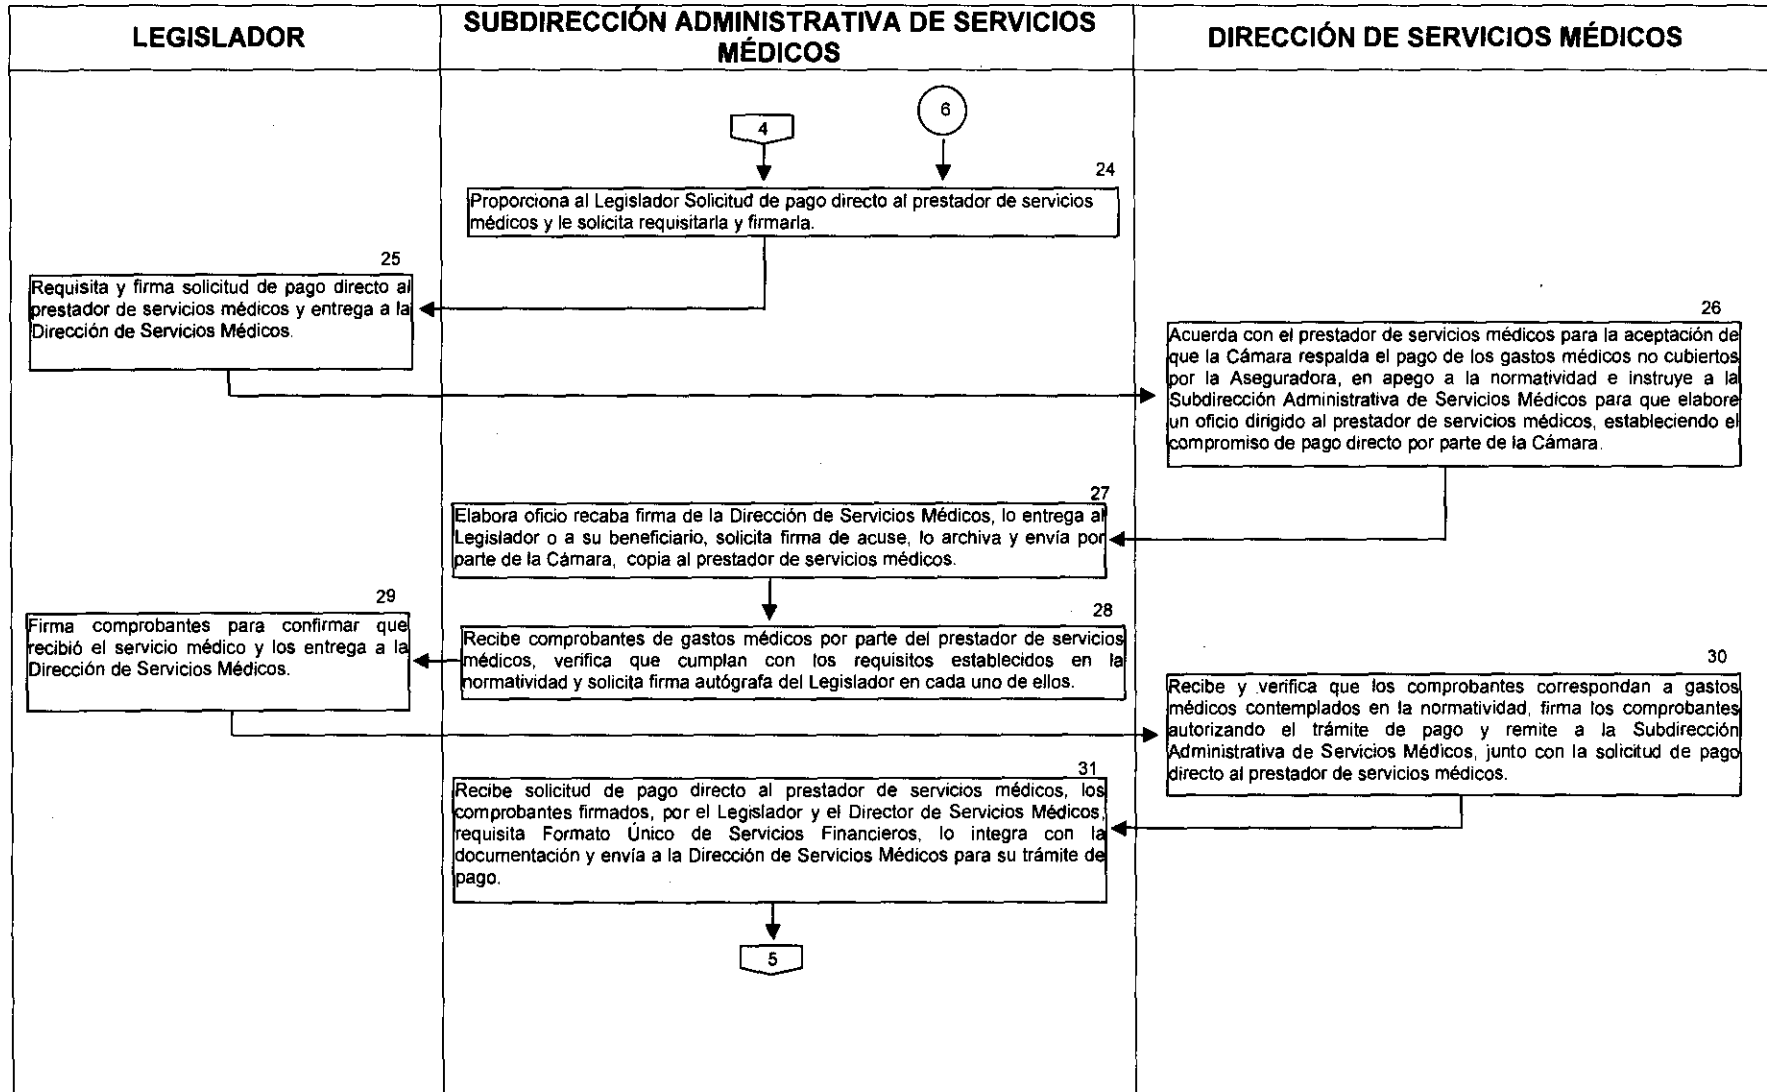 LEGISLADOR
SUBDIRECCIÓN ADMINISTRATIVA DE SERVICIOS
MÉDICOS
DIRECCIÓN DE SERVICIOS MÉDICOS
4
6
24
Proporciona al Legislador Solicitud de pago directo al prestador de servicios
médicos y le solicita requisitarla y firmarla.
25
Requisita y firma solicitud de pago directo al
prestador de servicios médicos y entrega a la
Dirección de Servicios Médicos.
26
Acuerda con el prestador de servicios médicos para la aceptación de
que la Cámara respalda el pago de los gastos médicos no cubiertos
por la Aseguradora, en apego a la normatividad e instruye a la
Subdirección Administrativa de Servicios Médicos para que elabore
un oficio dirigido al prestador de servicios médicos, estableciendo el
compromiso de pago directo por parte de la Cámara.
27
Elabora oficio recaba firma de la Dirección de Servicios Médicos, lo entrega al
Legislador o a su beneficiario, solicita firma de acuse, lo archiva y envía por
parte de la Cámara, copia al prestador de servicios médicos.
28
Recibe comprobantes de gastos médicos por parte del prestador de servicios
médicos, verifica que cumplan con los requisitos establecidos en la
normatividad y solicita firma autógrafa del Legislador en cada uno de ellos.
29
Firma comprobantes para confirmar que
recibió el servicio médico y los entrega a la
Dirección de Servicios Médicos.
30
Recibe y verifica que los comprobantes correspondan a gastos
médicos contemplados en la normatividad, firma los comprobantes
autorizando el trámite de pago y remite a la Subdirección
Administrativa de Servicios Médicos, junto con la solicitud de pago
directo al prestador de servicios médicos.
31
Recibe solicitud de pago directo al prestador de servicios médicos, los
comprobantes firmados, por el Legislador y el Director de Servicios Médicos,
requisita Formato Único de Servicios Financieros, lo integra con la
documentación y envía a la Dirección de Servicios Médicos para su trámite de
pago.
5